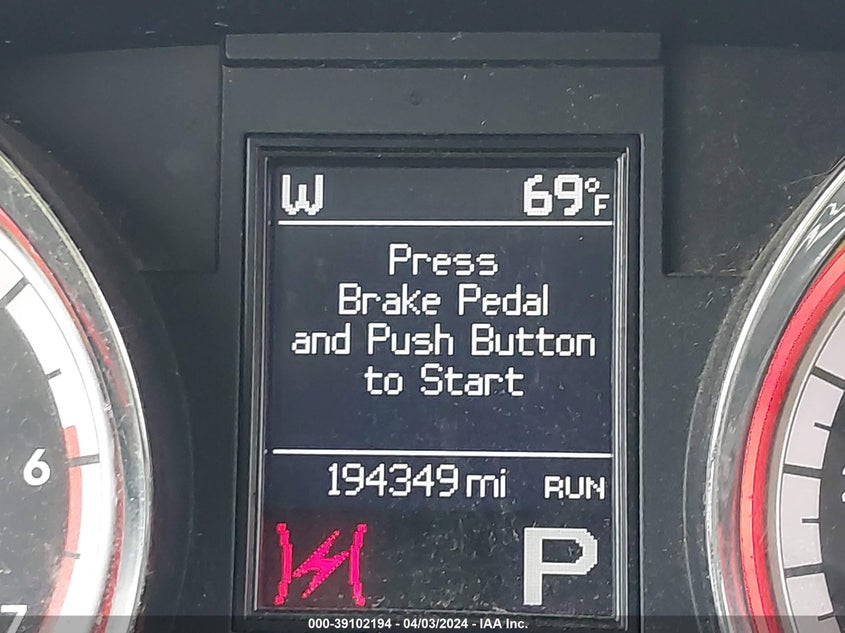 W 69°F
Press
Brake Pedal
and Push Button
to Start
194349 mi RUN
P
6
7
000-39102194 - 04/03/2024 - IAA Inc.